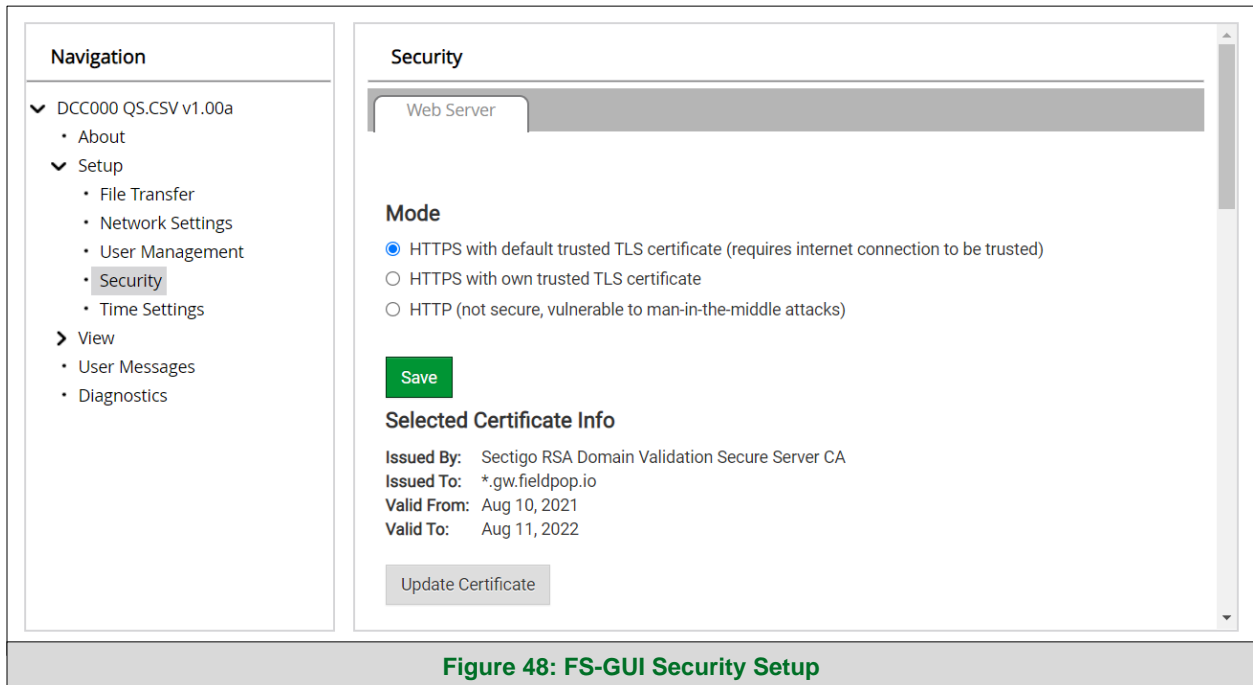 Navigation
DCC000 QS.CSV v1.00a
• About
Setup
• File Transfer
• Network Settings
• User Management
• Security
• Time Settings
View
• User Messages
• Diagnostics
Security
Web Server
Mode
HTTPS with default trusted TLS certificate (requires internet connection to be trusted)
HTTPS with own trusted TLS certificate
HTTP (not secure, vulnerable to man-in-the-middle attacks)
Save
Selected Certificate Info
Issued By: Sectigo RSA Domain Validation Secure Server CA
Issued To: *.gw.fieldpop.io
Valid From: Aug 10, 2021
Valid To: Aug 11, 2022
Update Certificate
Figure 48: FS-GUI Security Setup